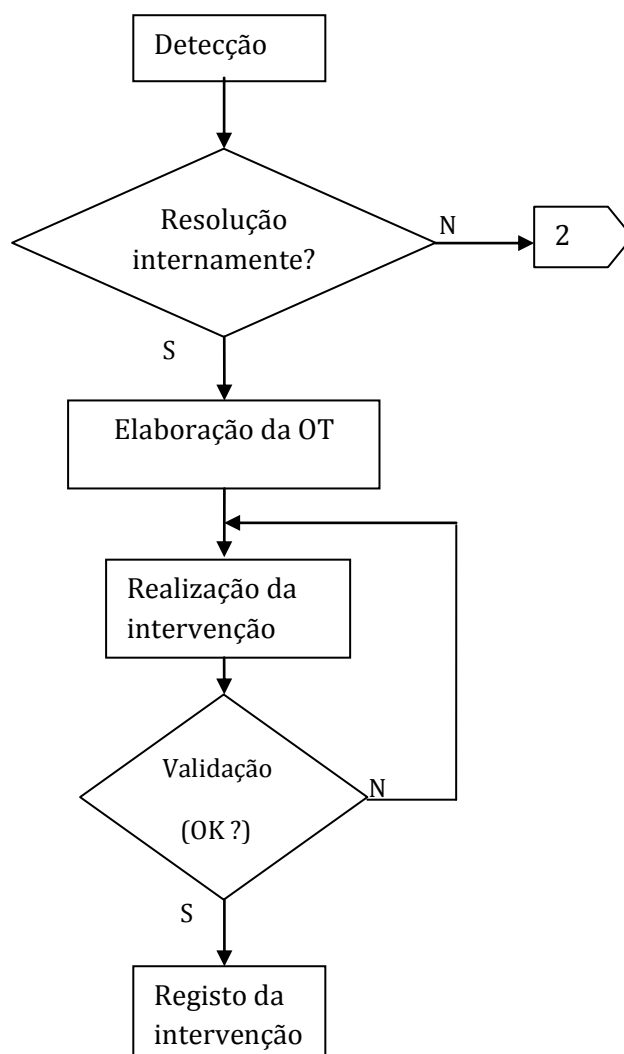 Detecção
Resolução
internamente?
N
2
S
Elaboração da OT
Realização da
intervenção
Validação
(OK ?)
N
S
Registo da
intervenção